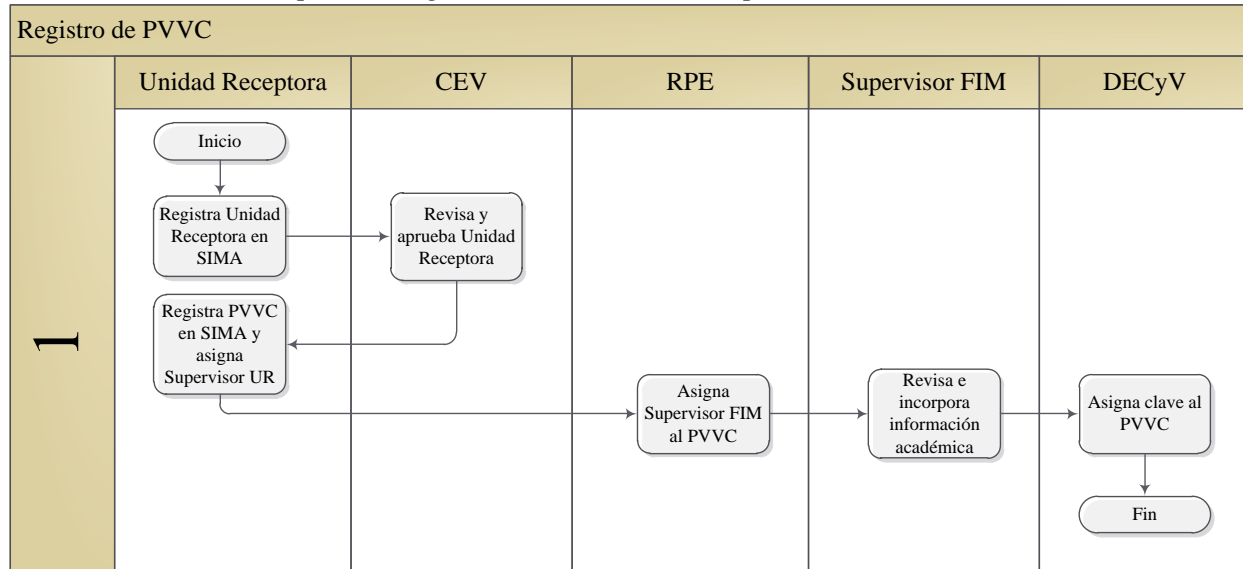 Registro de PVVC
Unidad Receptora
CEV
RPE
Supervisor FIM
DECyV
1
Inicio
Registra Unidad
Receptora en
SIMA
Revisa y
aprueba Unidad
Receptora
Registra PVVC
en SIMA y
asigna
Supervisor UR
Asigna
Supervisor FIM
al PVVC
Revisa e
incorpora
información
académica
Asigna clave al
PVVC
Fin